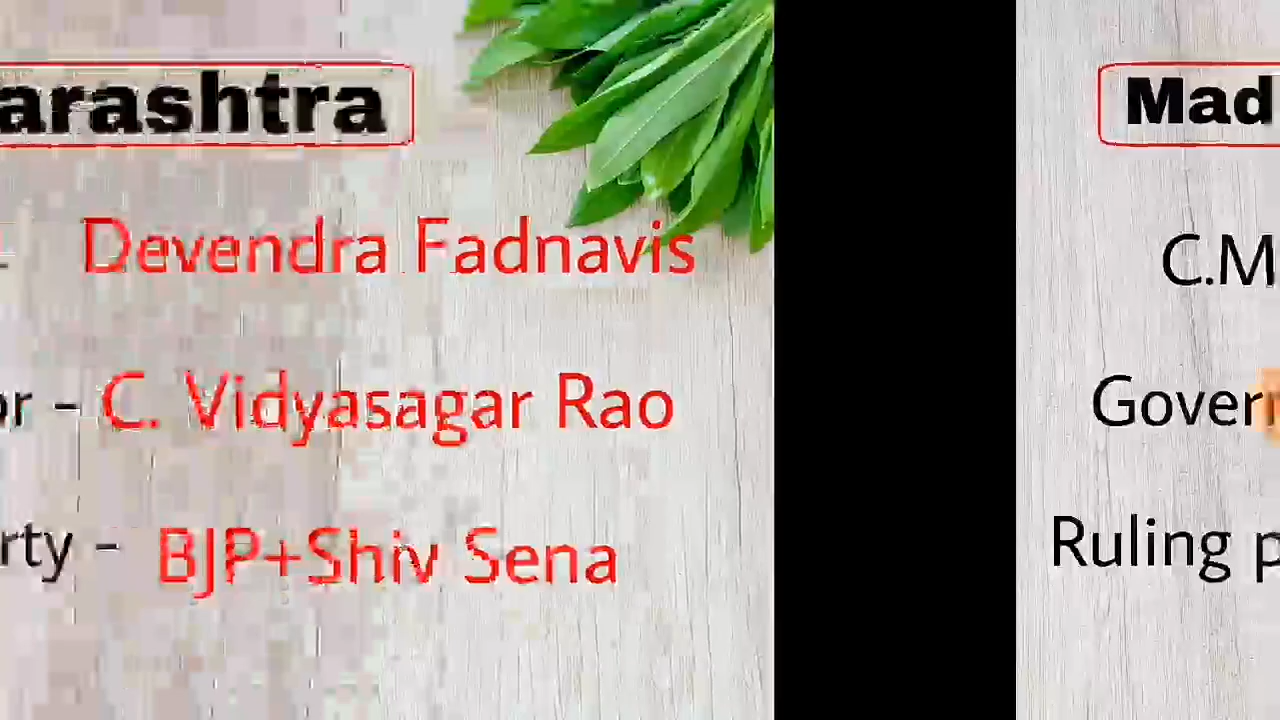 arashtra
Devendra Fadnavis
or - C. Vidyasagar Rao
rty - BJP+Shiv Sena
Mad
C.M
Gover
Ruling p